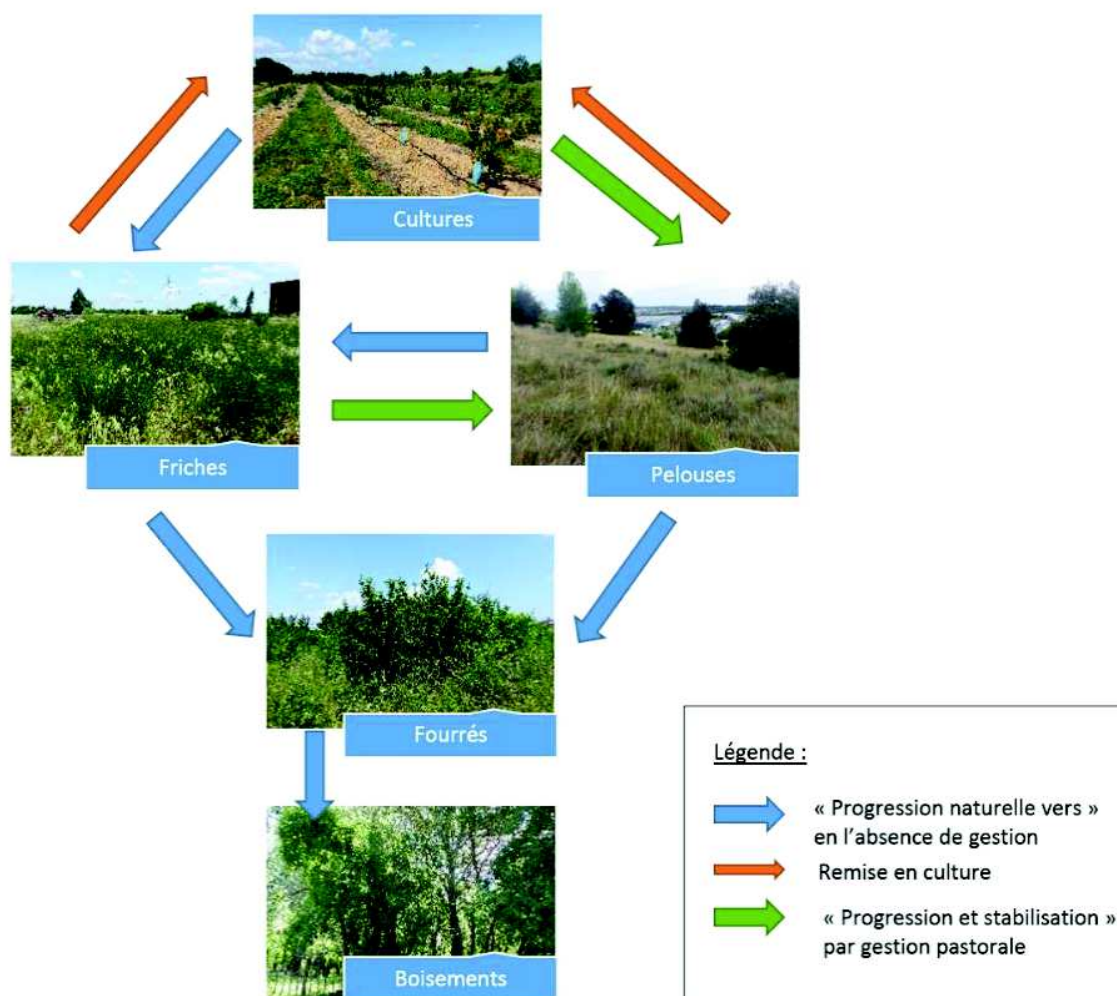 Cultures
Friches
Pelouses
Fourrés
Boisements
Légende :
« Progression naturelle vers »
en l’absence de gestion
Remise en culture
« Progression et stabilisation »
par gestion pastorale